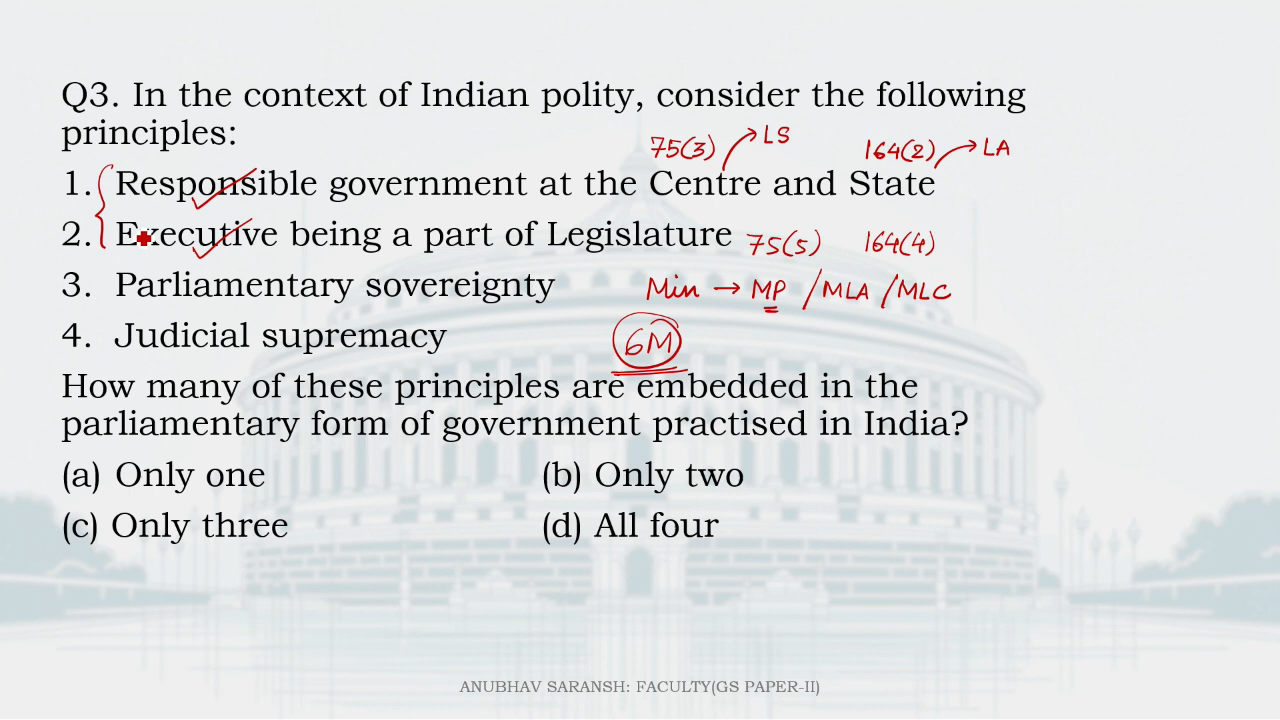 Q3. In the context of Indian polity, consider the following
principles:
75(3) LS 164(2) LA
1. Responsible government at the Centre and State
2. Executive being a part of Legislature 75(5) 164(4)
3. Parliamentary sovereignty Min → MP / MLA / MLC
4. Judicial supremacy 6M
How many of these principles are embedded in the
parliamentary form of government practised in India?
(a) Only one (b) Only two
(c) Only three (d) All four
ANUBHAV SARANSH: FACULTY(GS PAPER-II)